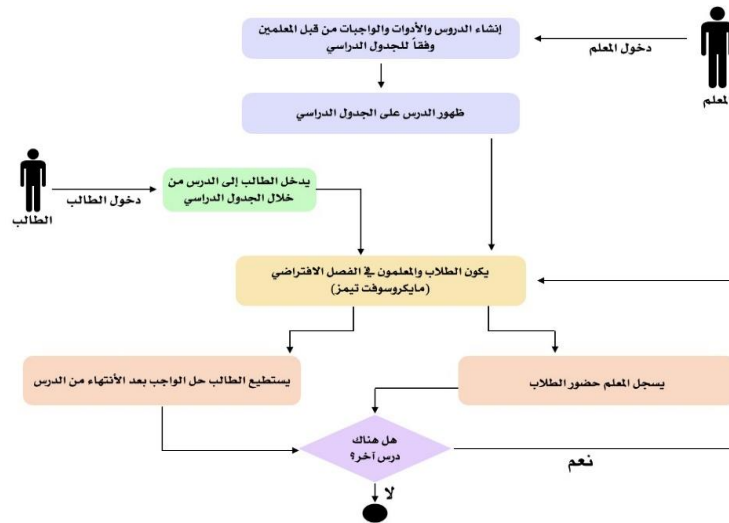 إنشاء الدروس والأدوات والواجبات من قبل المعلمين
وفقاً للجدول الدراسي
دخول المعلم
المعلم
ظهور الدرس على الجدول الدراسي
يدخل الطالب إلى الدرس من
خلال الجدول الدراسي
دخول الطالب
الطالب
يكون الطلاب والمعلمون في الفصل الافتراضي
(مايكروسوفت تيمز)
يسجل المعلم حضور الطلاب
يستطيع الطالب حل الواجب بعد الأنتهاء من الدرس
هل هناك
درس آخر؟
نعم
لا